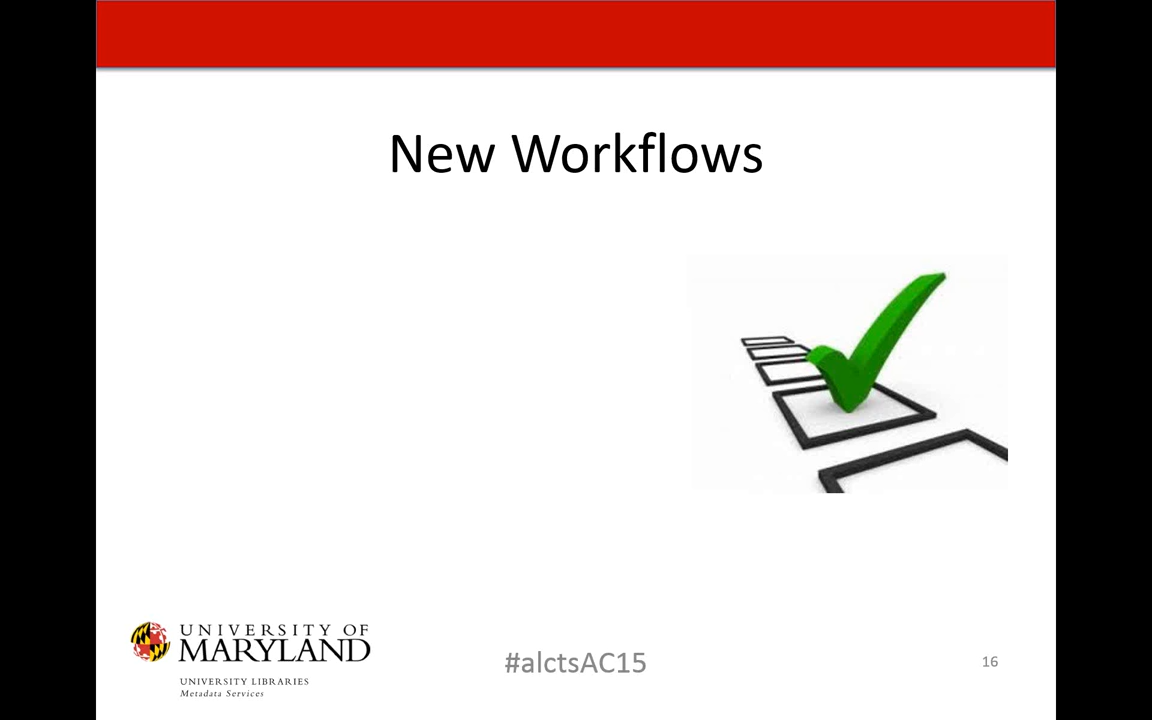 New Workflows
UNIVERSITY OF
MARYLAND
UNIVERSITY LIBRARIES
Metadata Services
#alctsAC15
16